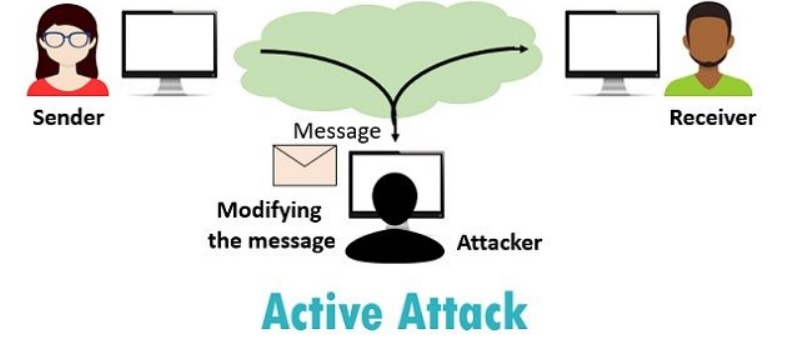 Sender
Receiver
Message
Modifying
the message
Attacker
Active Attack